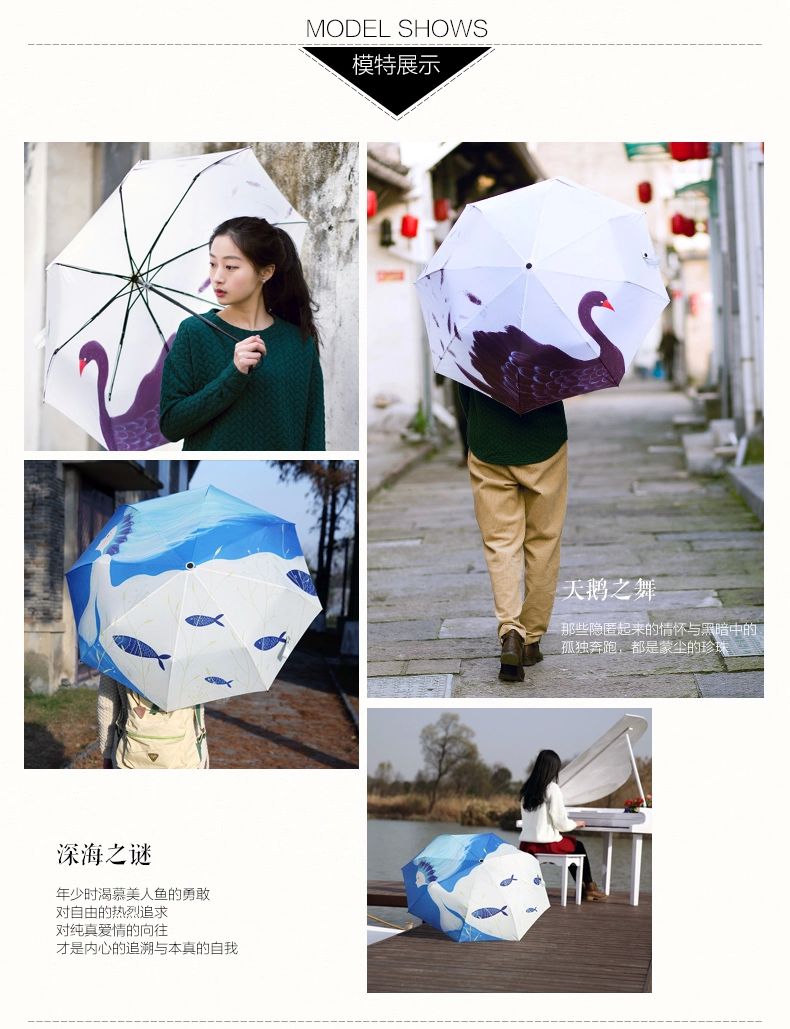 MODEL SHOWS
模特展示
天鹅之舞
那些隐匿起来的情怀与黑暗中的
孤独奔跑，都是蒙尘的珍珠
深海之谜
年少时渴慕美人鱼的勇敢
对自由的热烈追求
对纯真爱情的向往
才是内心的追溯与本真的自我